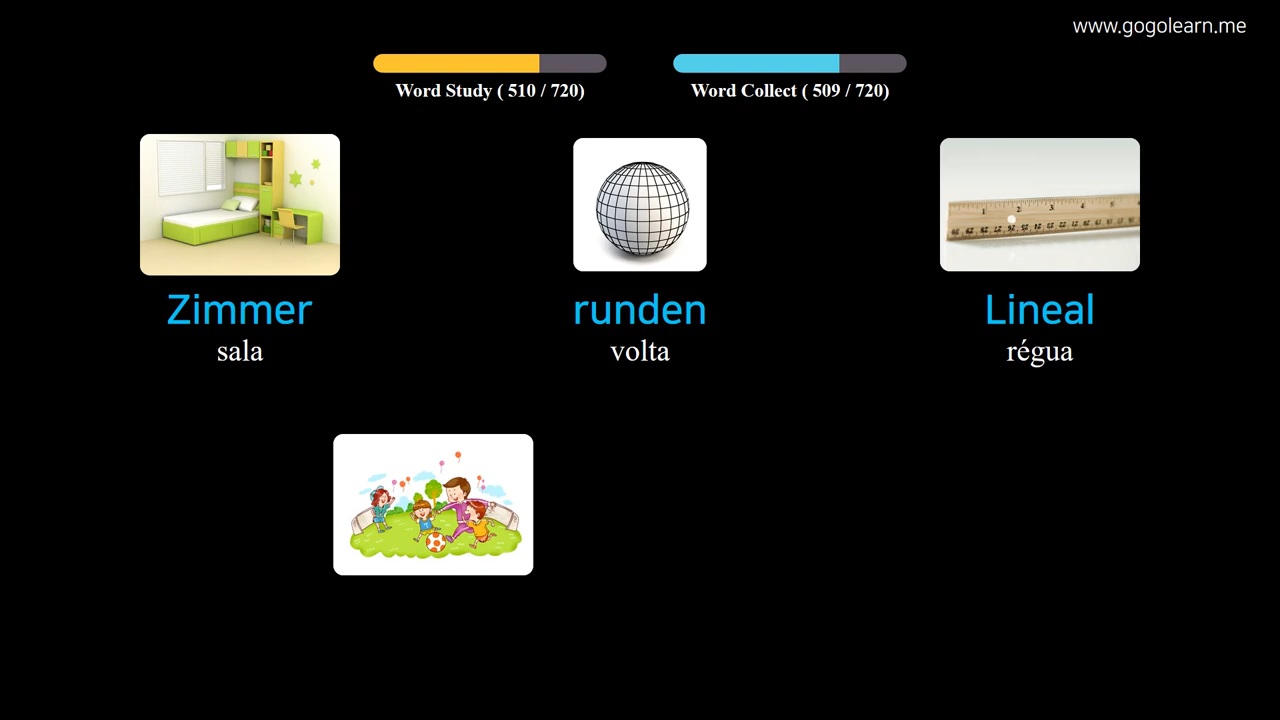 www.gogolearn.me
Word Study ( 510 / 720)
Word Collect ( 509 / 720)
Zimmer
sala
runden
volta
Lineal
régua